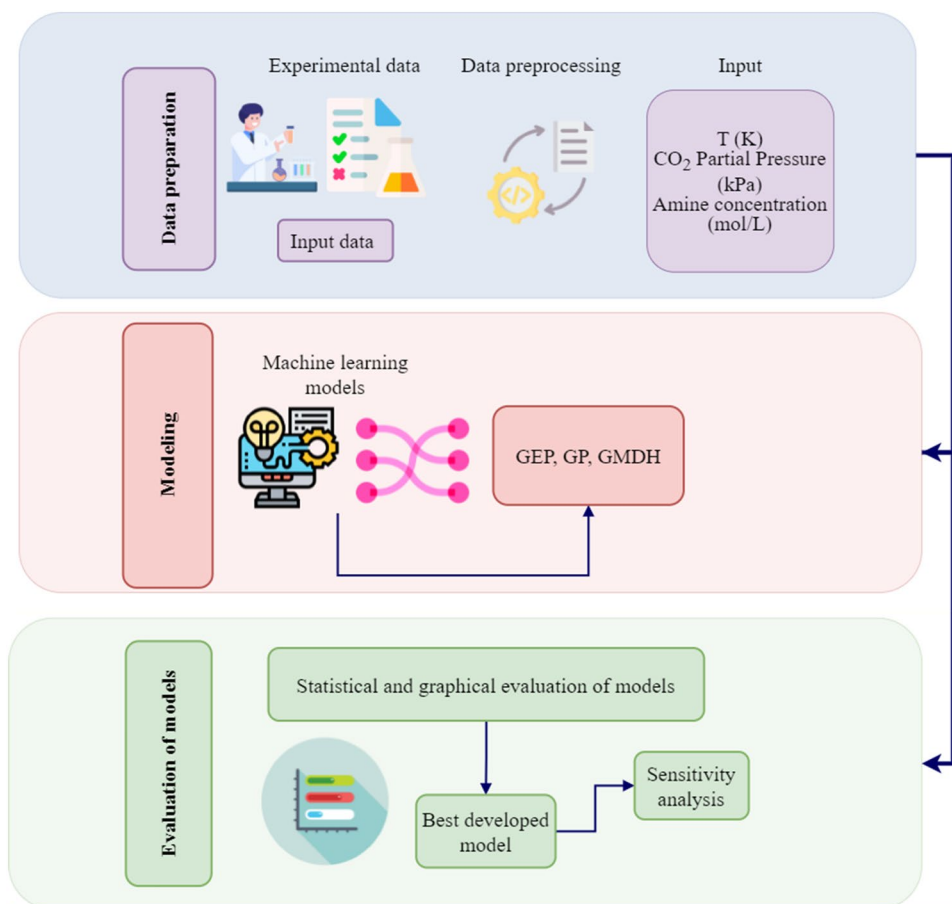 Data preparation
Experimental data
Data preprocessing
Input
Input data
T (K)
CO₂ Partial Pressure
(kPa)
Amine concentration
(mol/L)
Modeling
Machine learning
models
GEP, GP, GMDH
Evaluation of models
Statistical and graphical evaluation of models
Best developed
model
Sensitivity
analysis